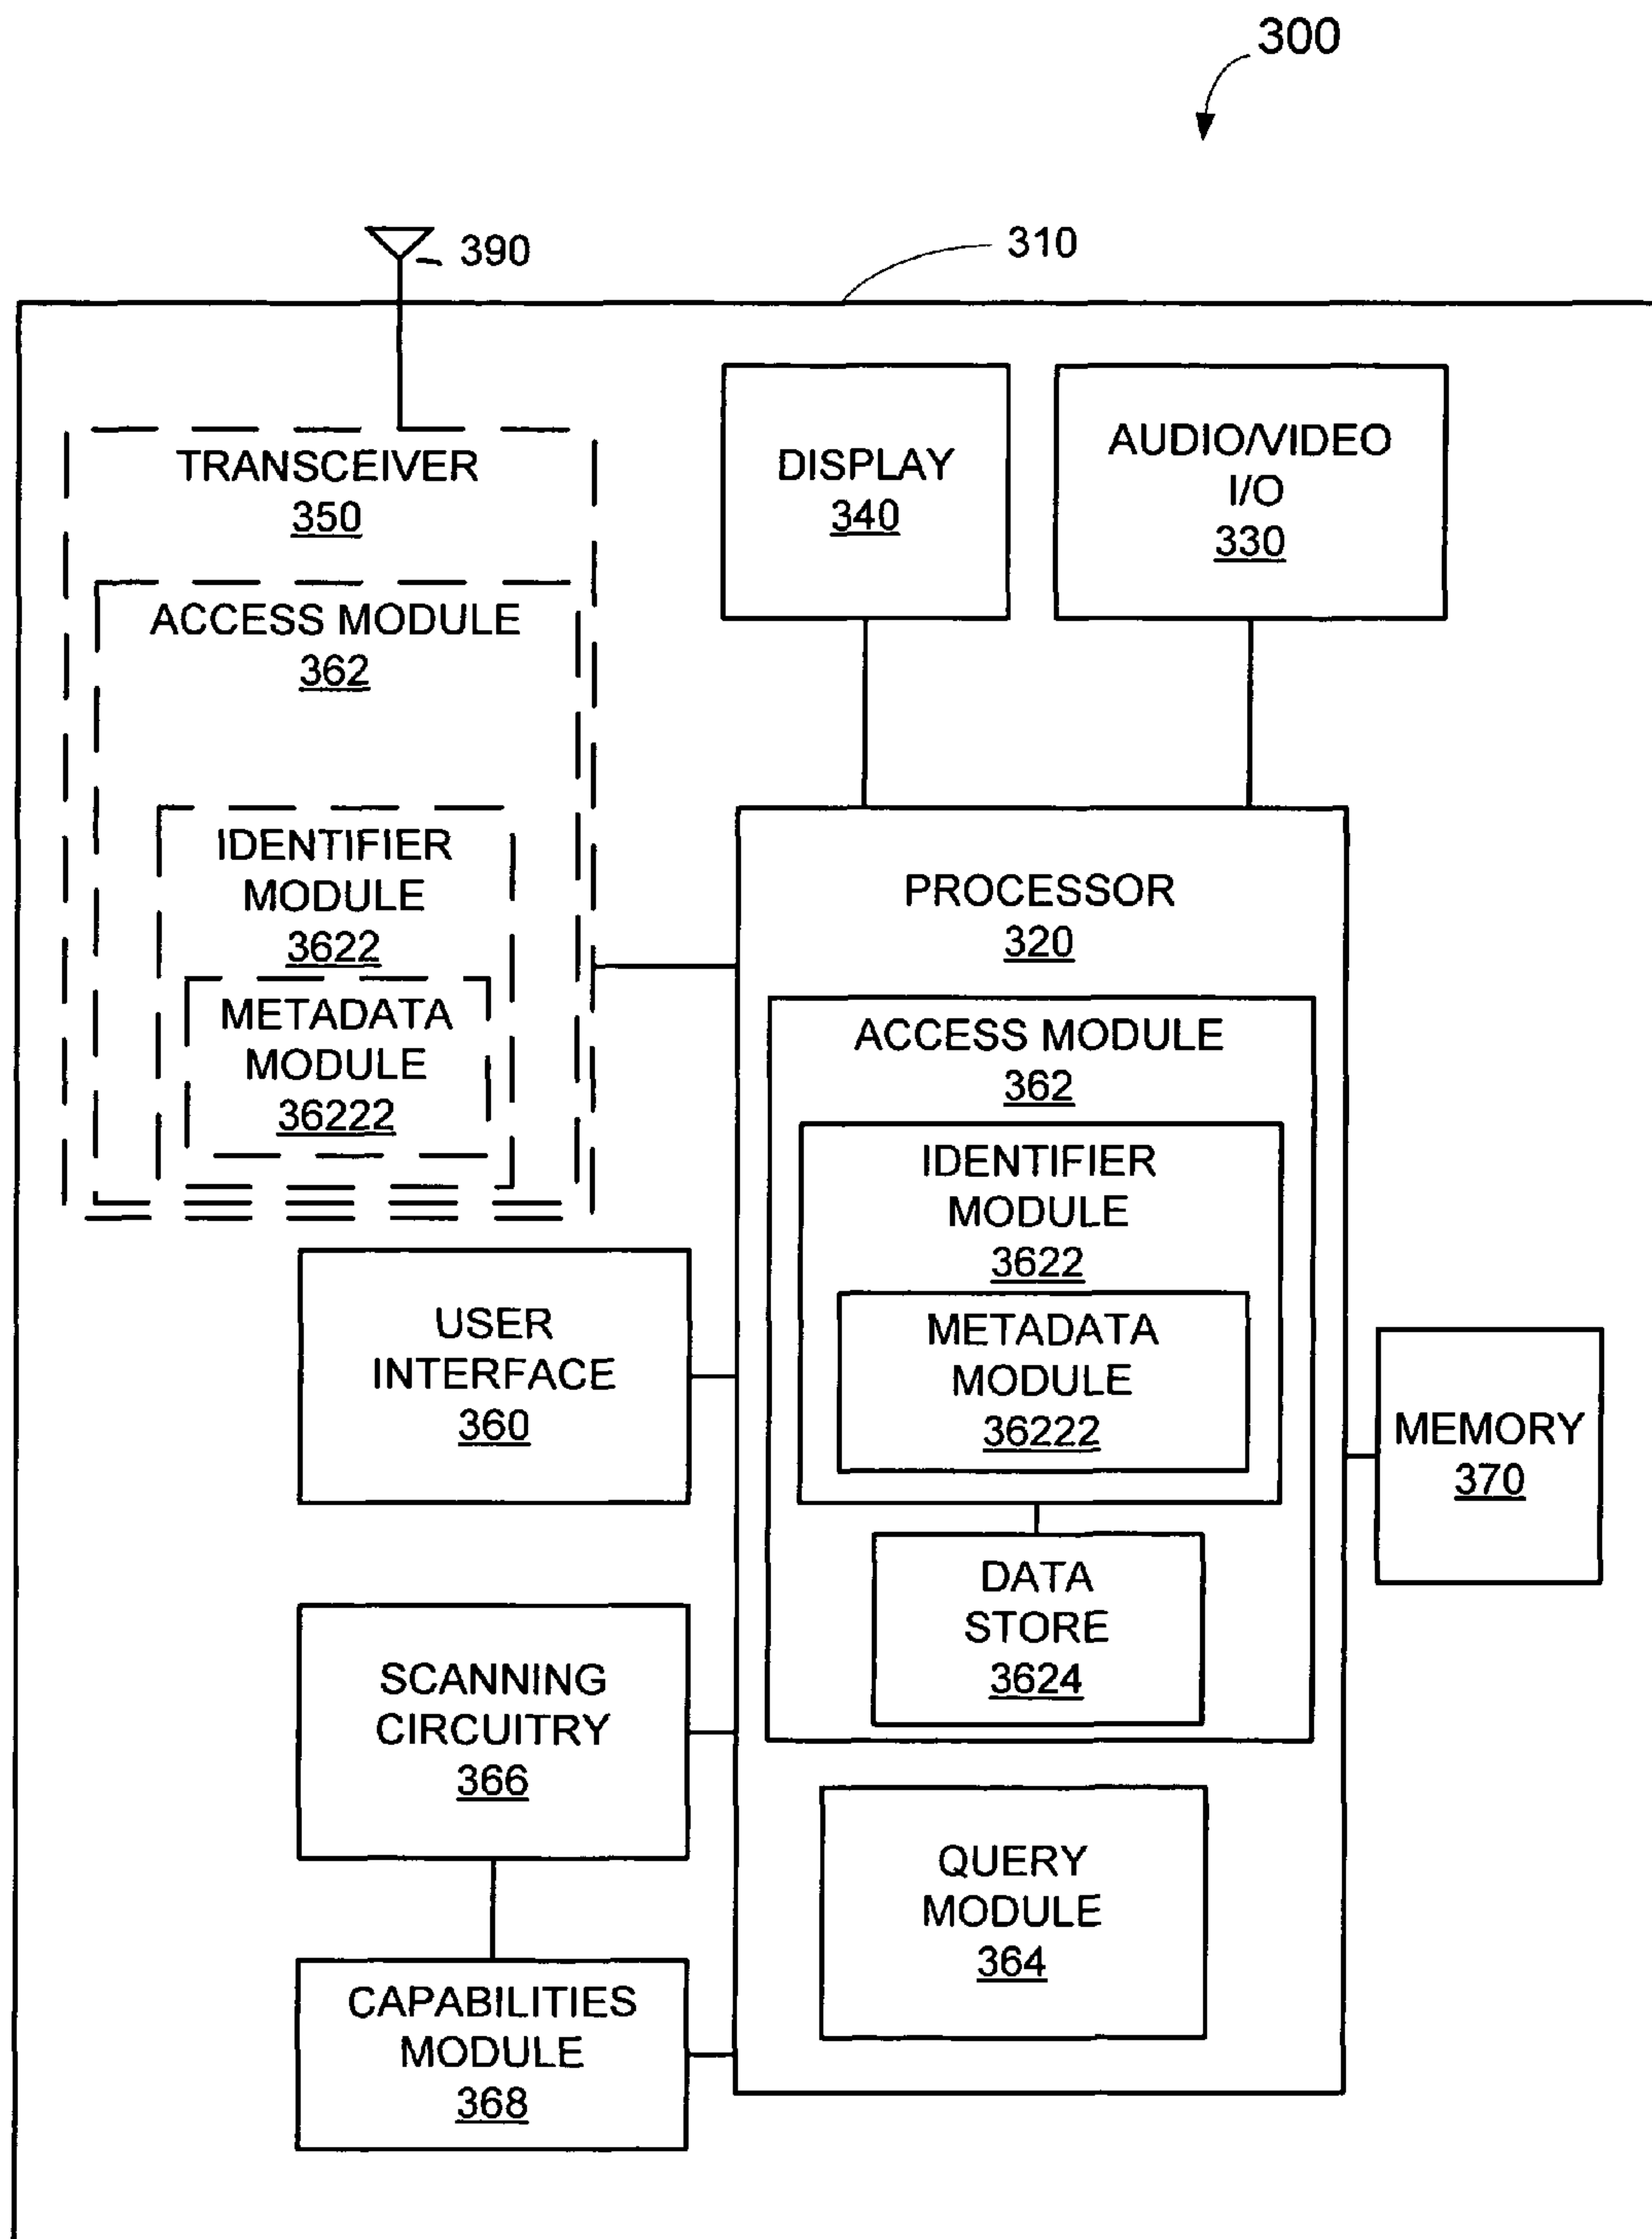 300
390
310
TRANSCEIVER
350
ACCESS MODULE
362
IDENTIFIER
MODULE
3622
METADATA
MODULE
36222
DISPLAY
340
AUDIO/VIDEO
I/O
330
PROCESSOR
320
ACCESS MODULE
362
IDENTIFIER
MODULE
3622
METADATA
MODULE
36222
DATA
STORE
3624
QUERY
MODULE
364
USER
INTERFACE
360
SCANNING
CIRCUITRY
366
CAPABILITIES
MODULE
368
MEMORY
370